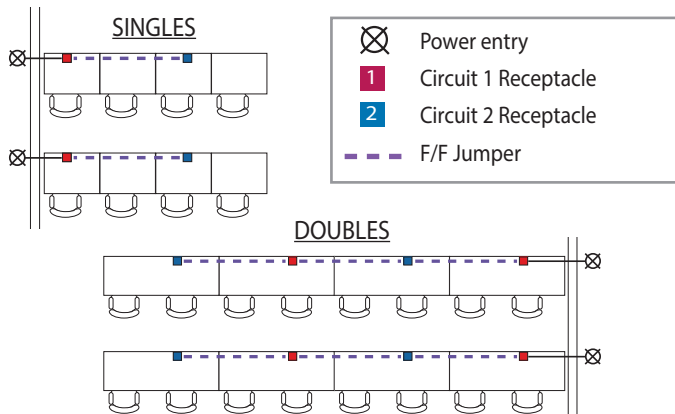 SINGLES
Power entry
1 Circuit 1 Receptacle
2 Circuit 2 Receptacle
F/F Jumper
DOUBLES